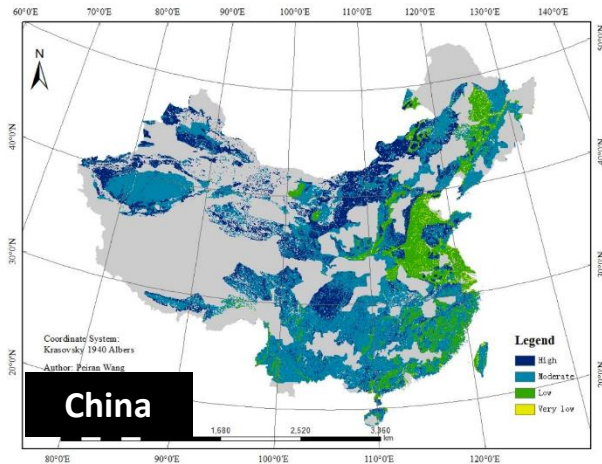 60°0'E 70°0'E 80°0'E 90°0'E 100°0'E 110°0'E 120°0'E 130°0'E 140°0'E 150°0'E
N
40°0'N
30°0'N
20°0'N
Coordinate System:
Krasovsky 1940 Albers
Author: Peiran Wang
Legend
High
Moderate
Low
Very low
China
1,680 2,520 3,360
km
80°0'E 90°0'E 100°0'E 110°0'E 120°0'E